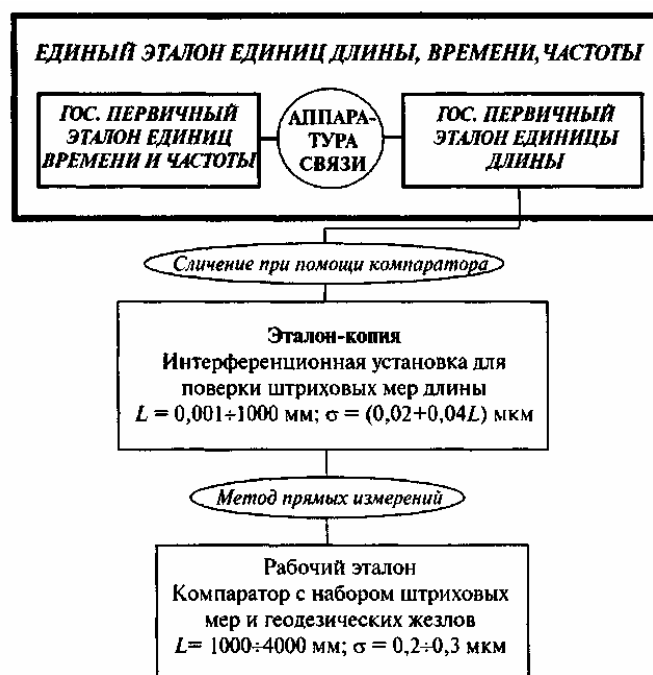 ЕДИНЫЙ ЭТАЛОН ЕДИНИЦ ДЛИНЫ, ВРЕМЕНИ, ЧАСТОТЫ
ГОС. ПЕРВИЧНЫЙ
ЭТАЛОН ЕДИНИЦ
ВРЕМЕНИ И ЧАСТОТЫ
АППАРА-
ТУРА
СВЯЗИ
ГОС. ПЕРВИЧНЫЙ
ЭТАЛОН ЕДИНИЦЫ
ДЛИНЫ
Сличение при помощи компаратора
Эталон-копия
Интерференционная установка для
поверки штриховых мер длины
L = 0,001÷1000 мм; σ = (0,02+0,04L) мкм
Метод прямых измерений
Рабочий эталон
Компаратор с набором штриховых
мер и геодезических жезлов
L= 1000÷4000 мм; σ = 0,2÷0,3 мкм